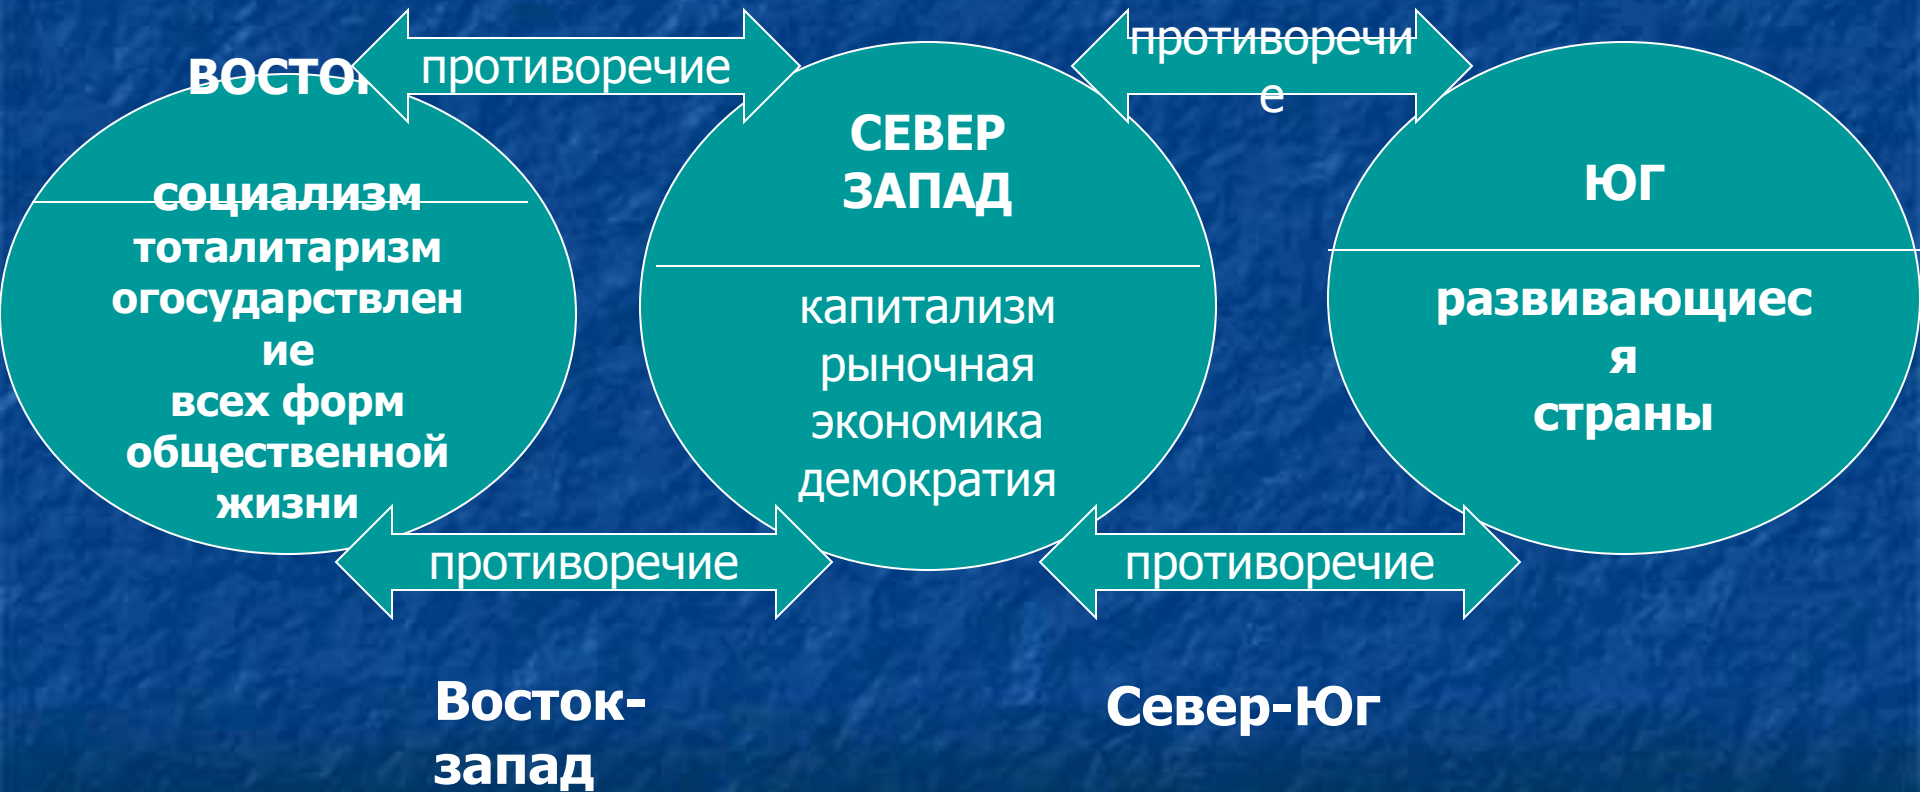 противоречие
противоречи
е
СЕВЕР
ЗАПАД
ЮГ
социализм
тоталитаризм
огосударствлен
ие
всех форм
общественной
жизни
капитализм
рыночная
экономика
демократия
развивающиес
я
страны
противоречие
противоречие
Восток-
запад
Север-Юг